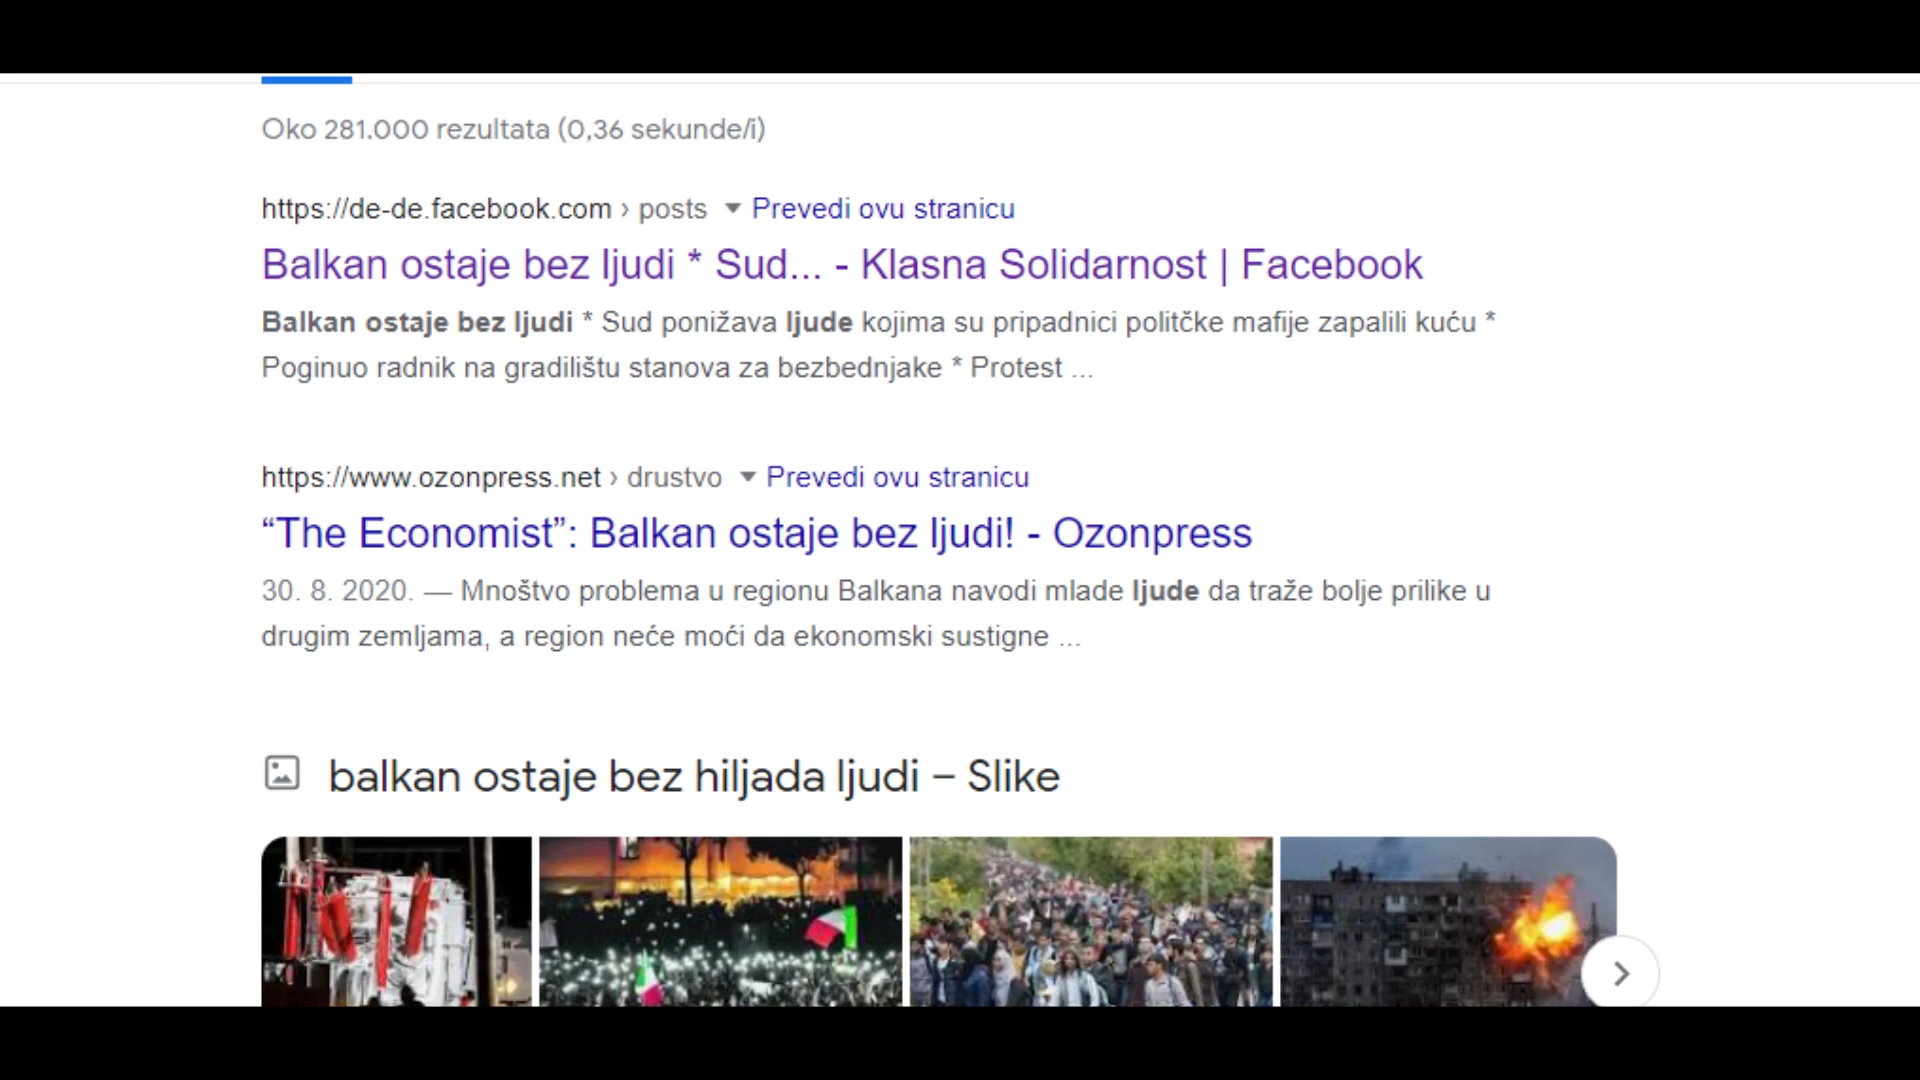 Oko 281.000 rezultata (0,36 sekunde/i)
https://de-de.facebook.com › posts ▼ Prevedi ovu stranicu
Balkan ostaje bez ljudi * Sud... - Klasna Solidarnost | Facebook
Balkan ostaje bez ljudi * Sud ponižava ljude kojima su pripadnici politčke mafije zapalili kuću *
Poginuo radnik na gradilištu stanova za bezbednjake * Protest ...
https://www.ozonpress.net › drustvo ▼ Prevedi ovu stranicu
“The Economist”: Balkan ostaje bez ljudi! - Ozonpress
30. 8. 2020. — Mnoštvo problema u regionu Balkana navodi mlade ljude da traže bolje prilike u
drugim zemljama, a region neće moći da ekonomski sustigne ...
balkan ostaje bez hiljada ljudi – Slike